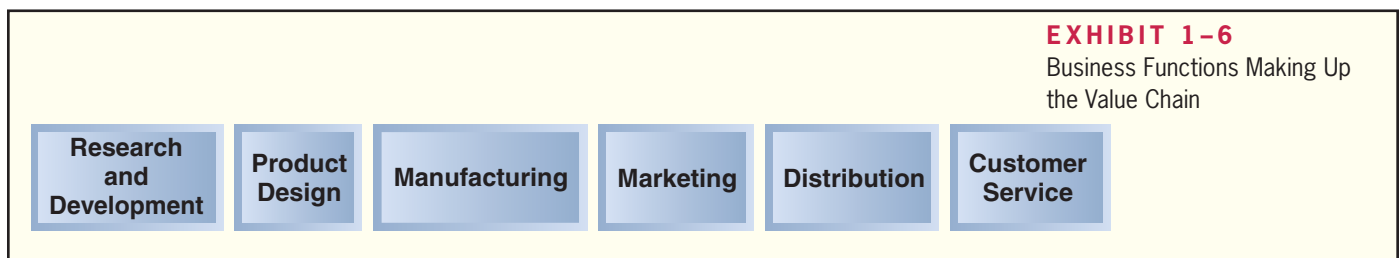 EXHIBIT 1–6
Business Functions Making Up
the Value Chain
Research
and
Development
Product
Design
Manufacturing
Marketing
Distribution
Customer
Service